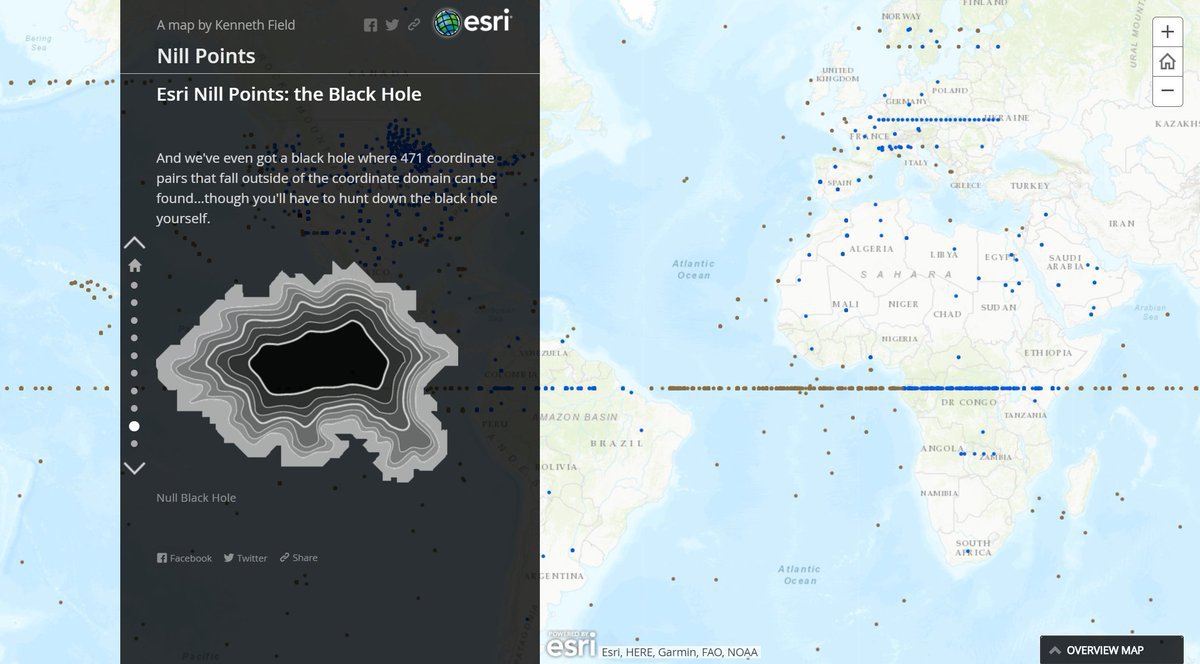 A map by Kenneth Field
esri
Nill Points
Esri Nill Points: the Black Hole
And we've even got a black hole where 471 coordinate
pairs that fall outside of the coordinate domain can be
found...though you'll have to hunt down the black hole
yourself.
Null Black Hole
Facebook Twitter Share
Bering
Sea
NORWAY
FINLAND
URAL MOUNT
UNITED
KINGDOM
POLAND
GERMANY
UKRAINE
KAZAKHS
FRANCE
ITALY
SPAIN
GREECE
TURKEY
IRAN
Atlantic
Ocean
ALGERIA
LIBYA
EGYPT
SAUDI
ARABIA
SAHARA
MALI
NIGER
CHAD
SUDAN
Arabian
Sea
NIGERIA
ETHIOPIA
VENEZUELA
COLOMBIA
DR CONGO
TANZANIA
AMAZON BASIN
PERU
BRAZIL
ANGOLA
ZAMBIA
BOLIVIA
NAMIBIA
SOUTH
AFRICA
Atlantic
Ocean
ARGENTINA
Pacific
POWERED BY
esri
Esri, HERE, Garmin, FAO, NOAA
OVERVIEW MAP